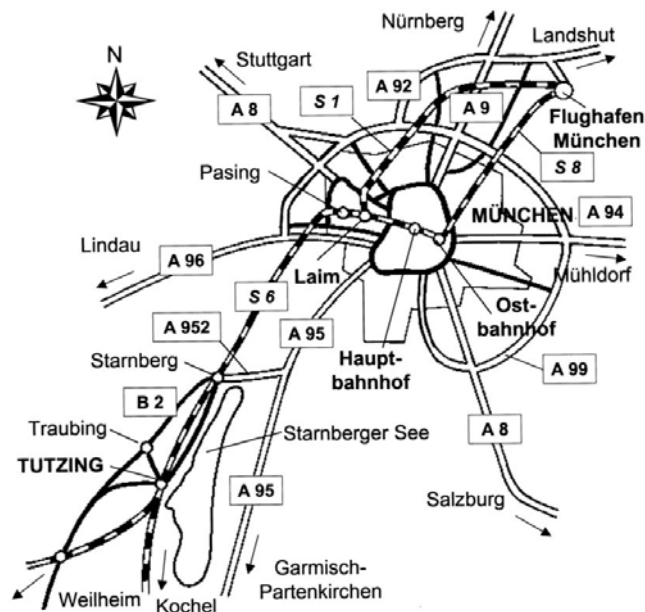 N
Nürnberg
Landshut
Stuttgart
A 92
S 1
A 9
A 8
Flughafen
München
S 8
Pasing
MÜNCHEN
A 94
Lindau
A 96
Laim
Mühldorf
S 6
Ost-
bahnhof
A 952
A 95
Haupt-
bahnhof
Starnberg
A 99
B 2
Traubing
Starnberger See
A 8
TUTZING
A 95
Salzburg
Garmisch-
Partenkirchen
Weilheim
Kochel